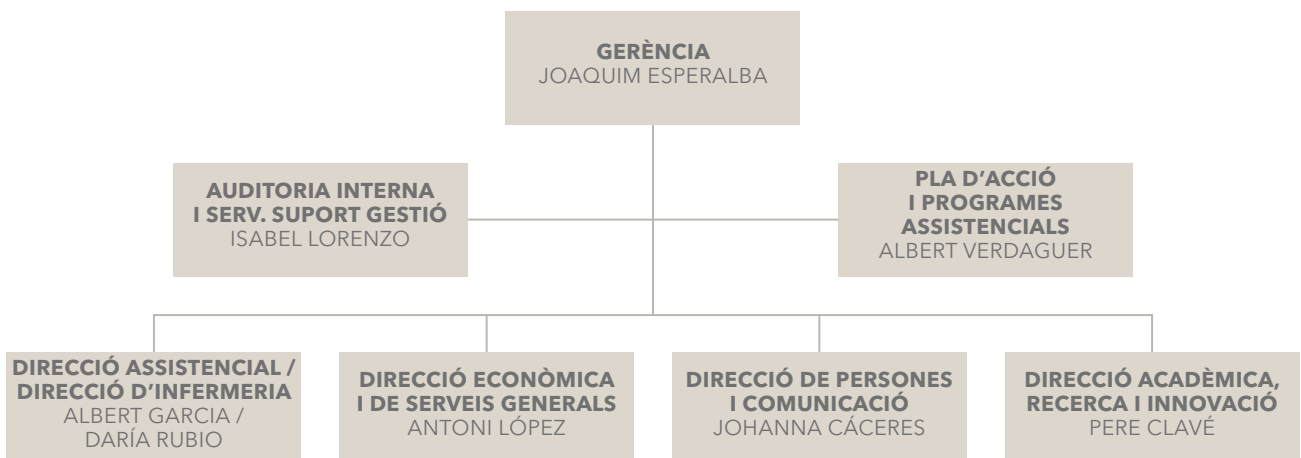 GERÈNCIA
JOAQUIM ESPERALBA
AUDITORIA INTERNA
I SERV. SUPORT GESTIÓ
ISABEL LORENZO
PLA D’ACCIÓ
I PROGRAMES
ASSISTENCIALS
ALBERT VERDAGUER
DIRECCIÓ ASSISTENCIAL /
DIRECCIÓ D’INFERMERIA
ALBERT GARCIA /
DARÍA RUBIO
DIRECCIÓ ECONÒMICA
I DE SERVEIS GENERALS
ANTONI LÓPEZ
DIRECCIÓ DE PERSONES
I COMUNICACIÓ
JOHANNA CÁCERES
DIRECCIÓ ACADÈMICA,
RECERCA I INNOVACIÓ
PERE CLAVÉ